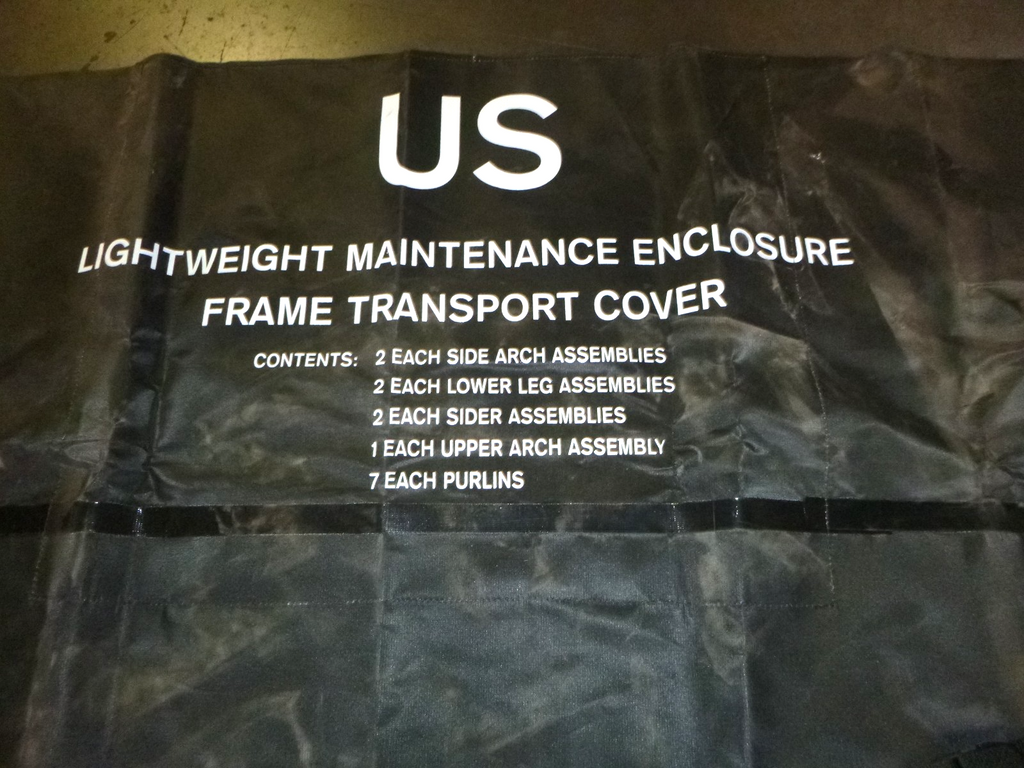 US
LIGHTWEIGHT MAINTENANCE ENCLOSURE
FRAME TRANSPORT COVER
CONTENTS: 2 EACH SIDE ARCH ASSEMBLIES
2 EACH LOWER LEG ASSEMBLIES
2 EACH SIDER ASSEMBLIES
1 EACH UPPER ARCH ASSEMBLY
7 EACH PURLINS